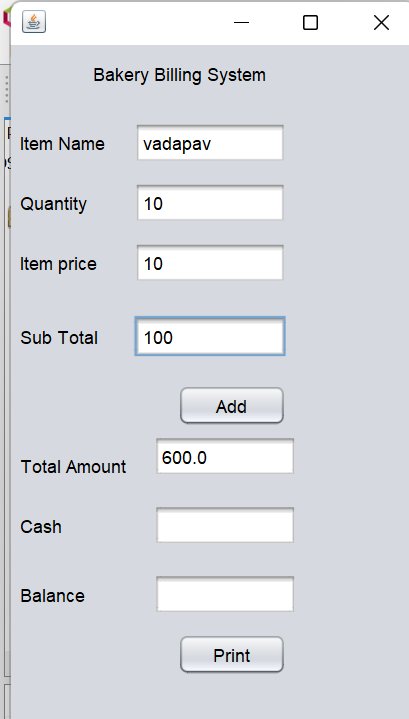 Bakery Billing System
Item Name vadapav
Quantity 10
Item price 10
Sub Total 100
Add
Total Amount 600.0
Cash
Balance
Print